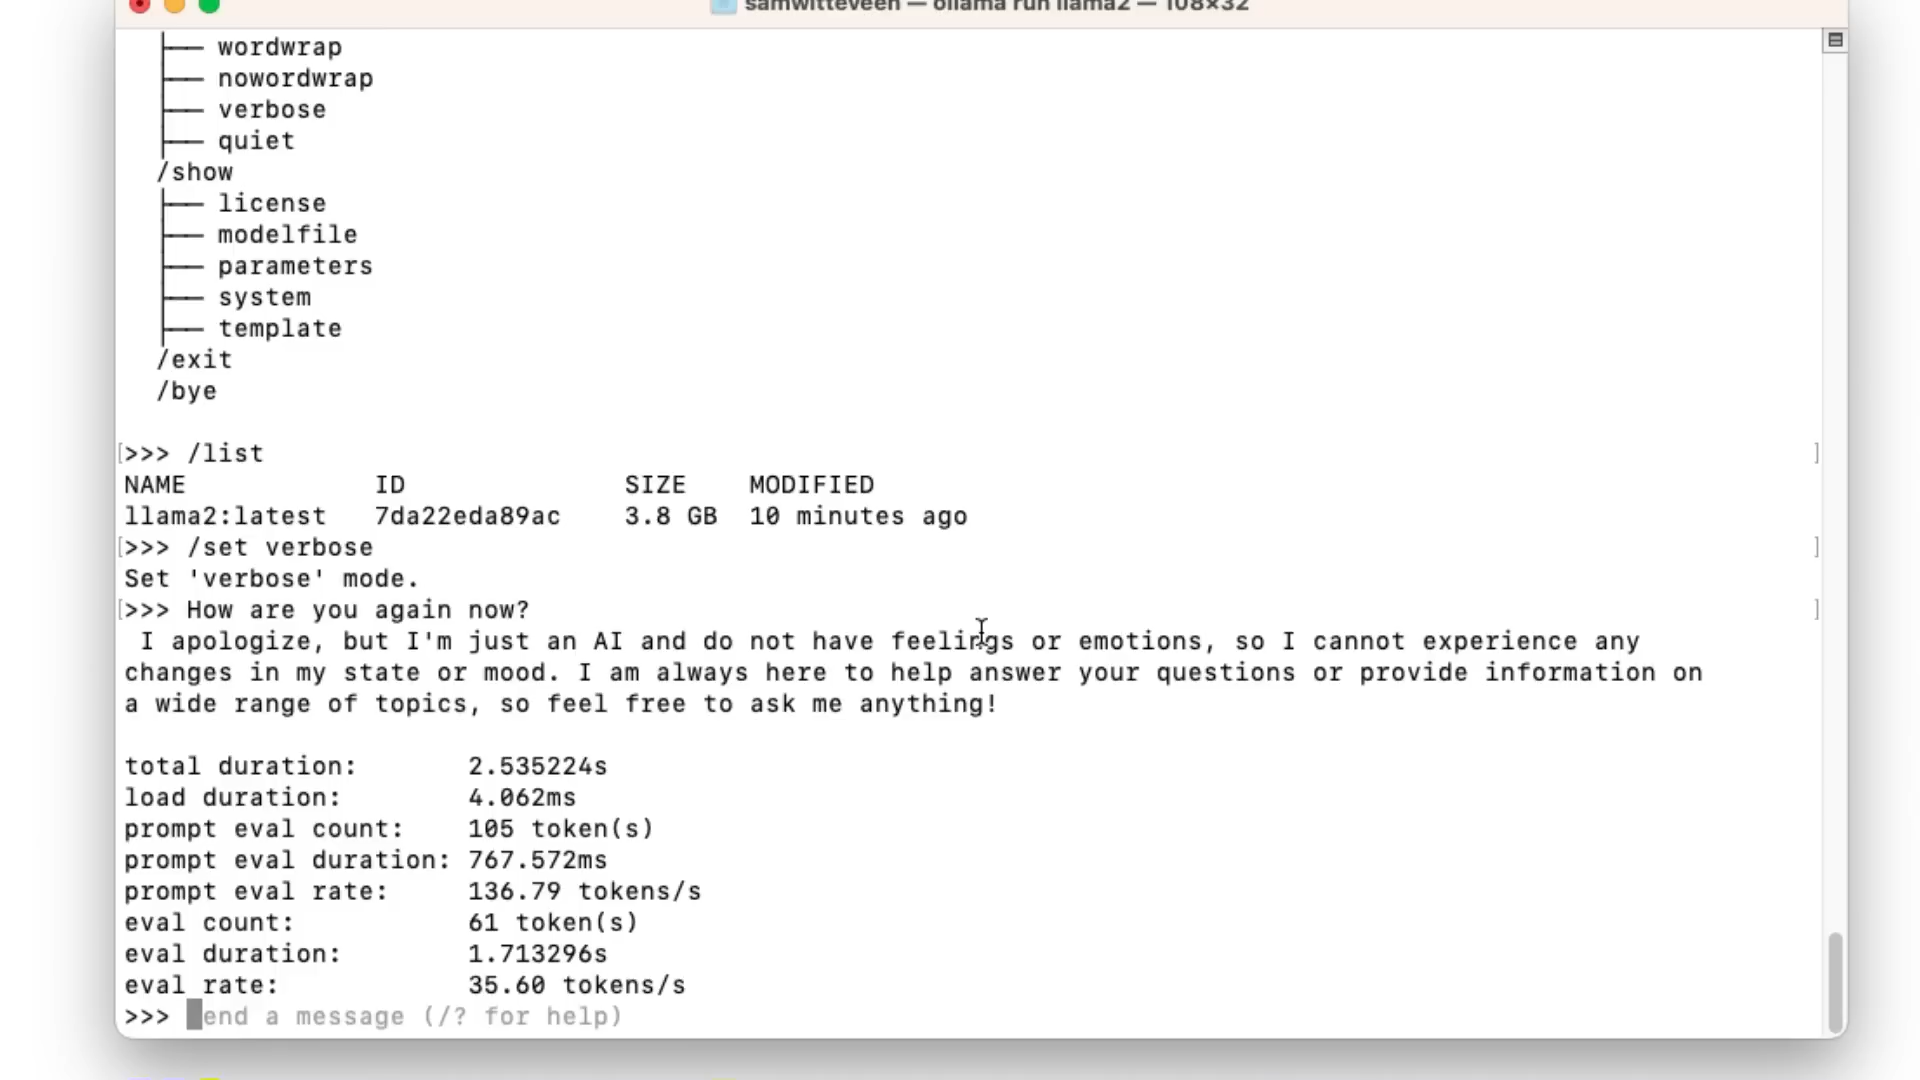 samwitteveen — ollama run llama2 — 108×32
├── wordwrap
├── nowordwrap
├── verbose
├── quiet
/show
├── license
├── modelfile
├── parameters
├── system
├── template
/exit
/bye
>>> /list
NAME ID SIZE MODIFIED
llama2:latest 7da22eda89ac 3.8 GB 10 minutes ago
>>> /set verbose
Set 'verbose' mode.
>>> How are you again now?
I apologize, but I'm just an AI and do not have feelings or emotions, so I cannot experience any
changes in my state or mood. I am always here to help answer your questions or provide information on
a wide range of topics, so feel free to ask me anything!
total duration: 2.535224s
load duration: 4.062ms
prompt eval count: 105 token(s)
prompt eval duration: 767.572ms
prompt eval rate: 136.79 tokens/s
eval count: 61 token(s)
eval duration: 1.713296s
eval rate: 35.60 tokens/s
>>> end a message (/? for help)